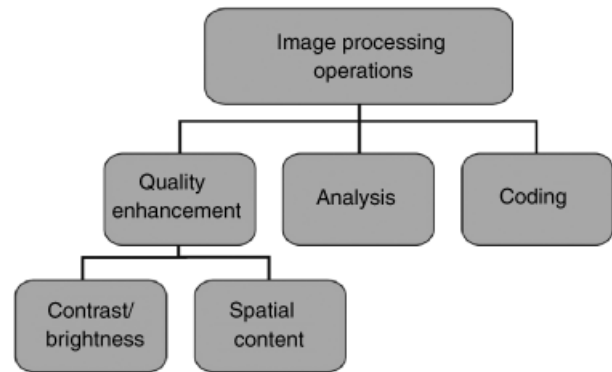 Image processing
operations
Quality
enhancement
Analysis
Coding
Contrast/
brightness
Spatial
content